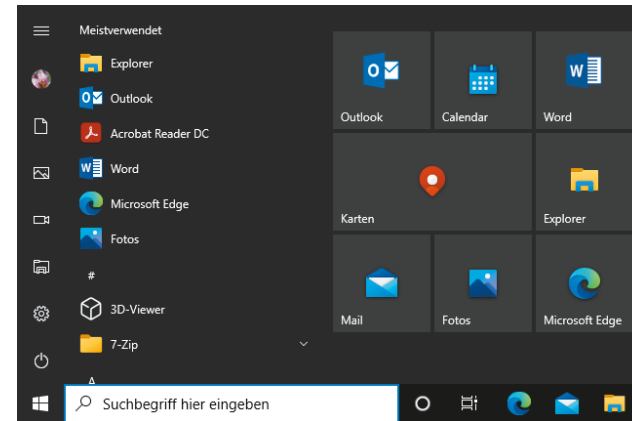 Meistverwendet
Explorer
Outlook
Acrobat Reader DC
Word
Microsoft Edge
Fotos
#
3D-Viewer
7-Zip
A
Outlook
Calendar
Word
Karten
Explorer
Mail
Fotos
Microsoft Edge
Suchbegriff hier eingeben